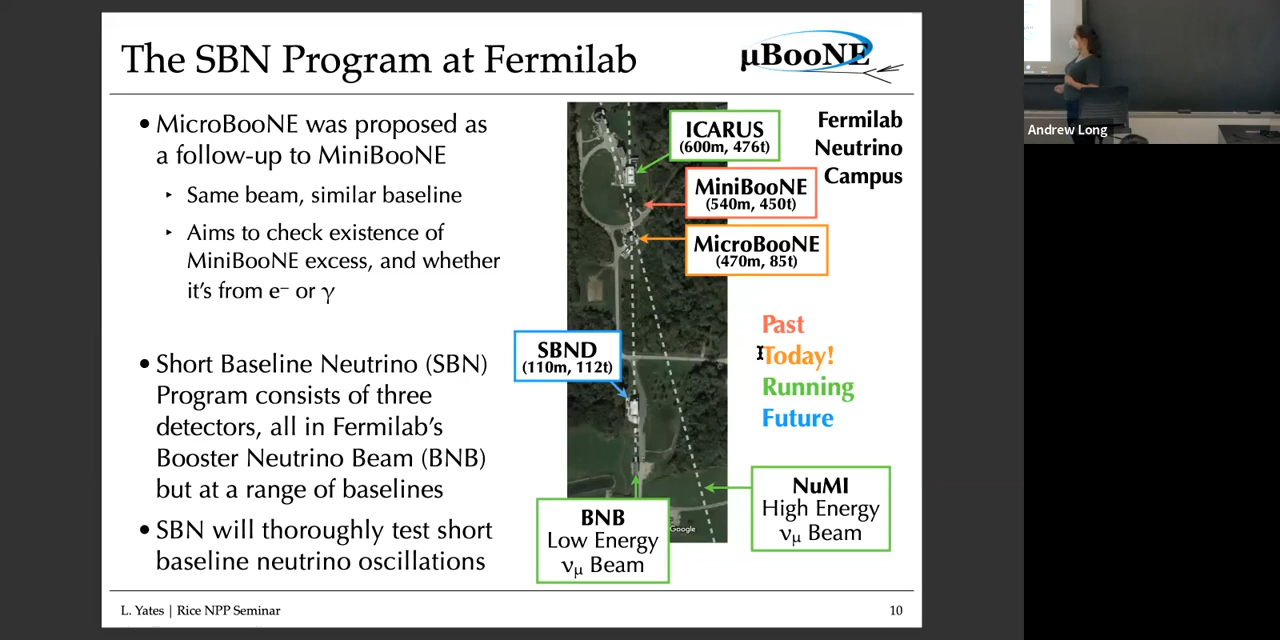 The SBN Program at Fermilab
μBooNE
• MicroBooNE was proposed as
a follow-up to MiniBooNE
‣ Same beam, similar baseline
‣ Aims to check existence of
MiniBooNE excess, and whether
it's from e⁻ or γ
• Short Baseline Neutrino (SBN)
Program consists of three
detectors, all in Fermilab's
Booster Neutrino Beam (BNB)
but at a range of baselines
• SBN will thoroughly test short
baseline neutrino oscillations
ICARUS
(600m, 476t)
Fermilab
Neutrino
Campus
MiniBooNE
(540m, 450t)
MicroBooNE
(470m, 85t)
SBND
(110m, 112t)
Past
Today!
Running
Future
BNB
Low Energy
νμ Beam
Google
NuMI
High Energy
νμ Beam
L. Yates | Rice NPP Seminar
10
Andrew Long